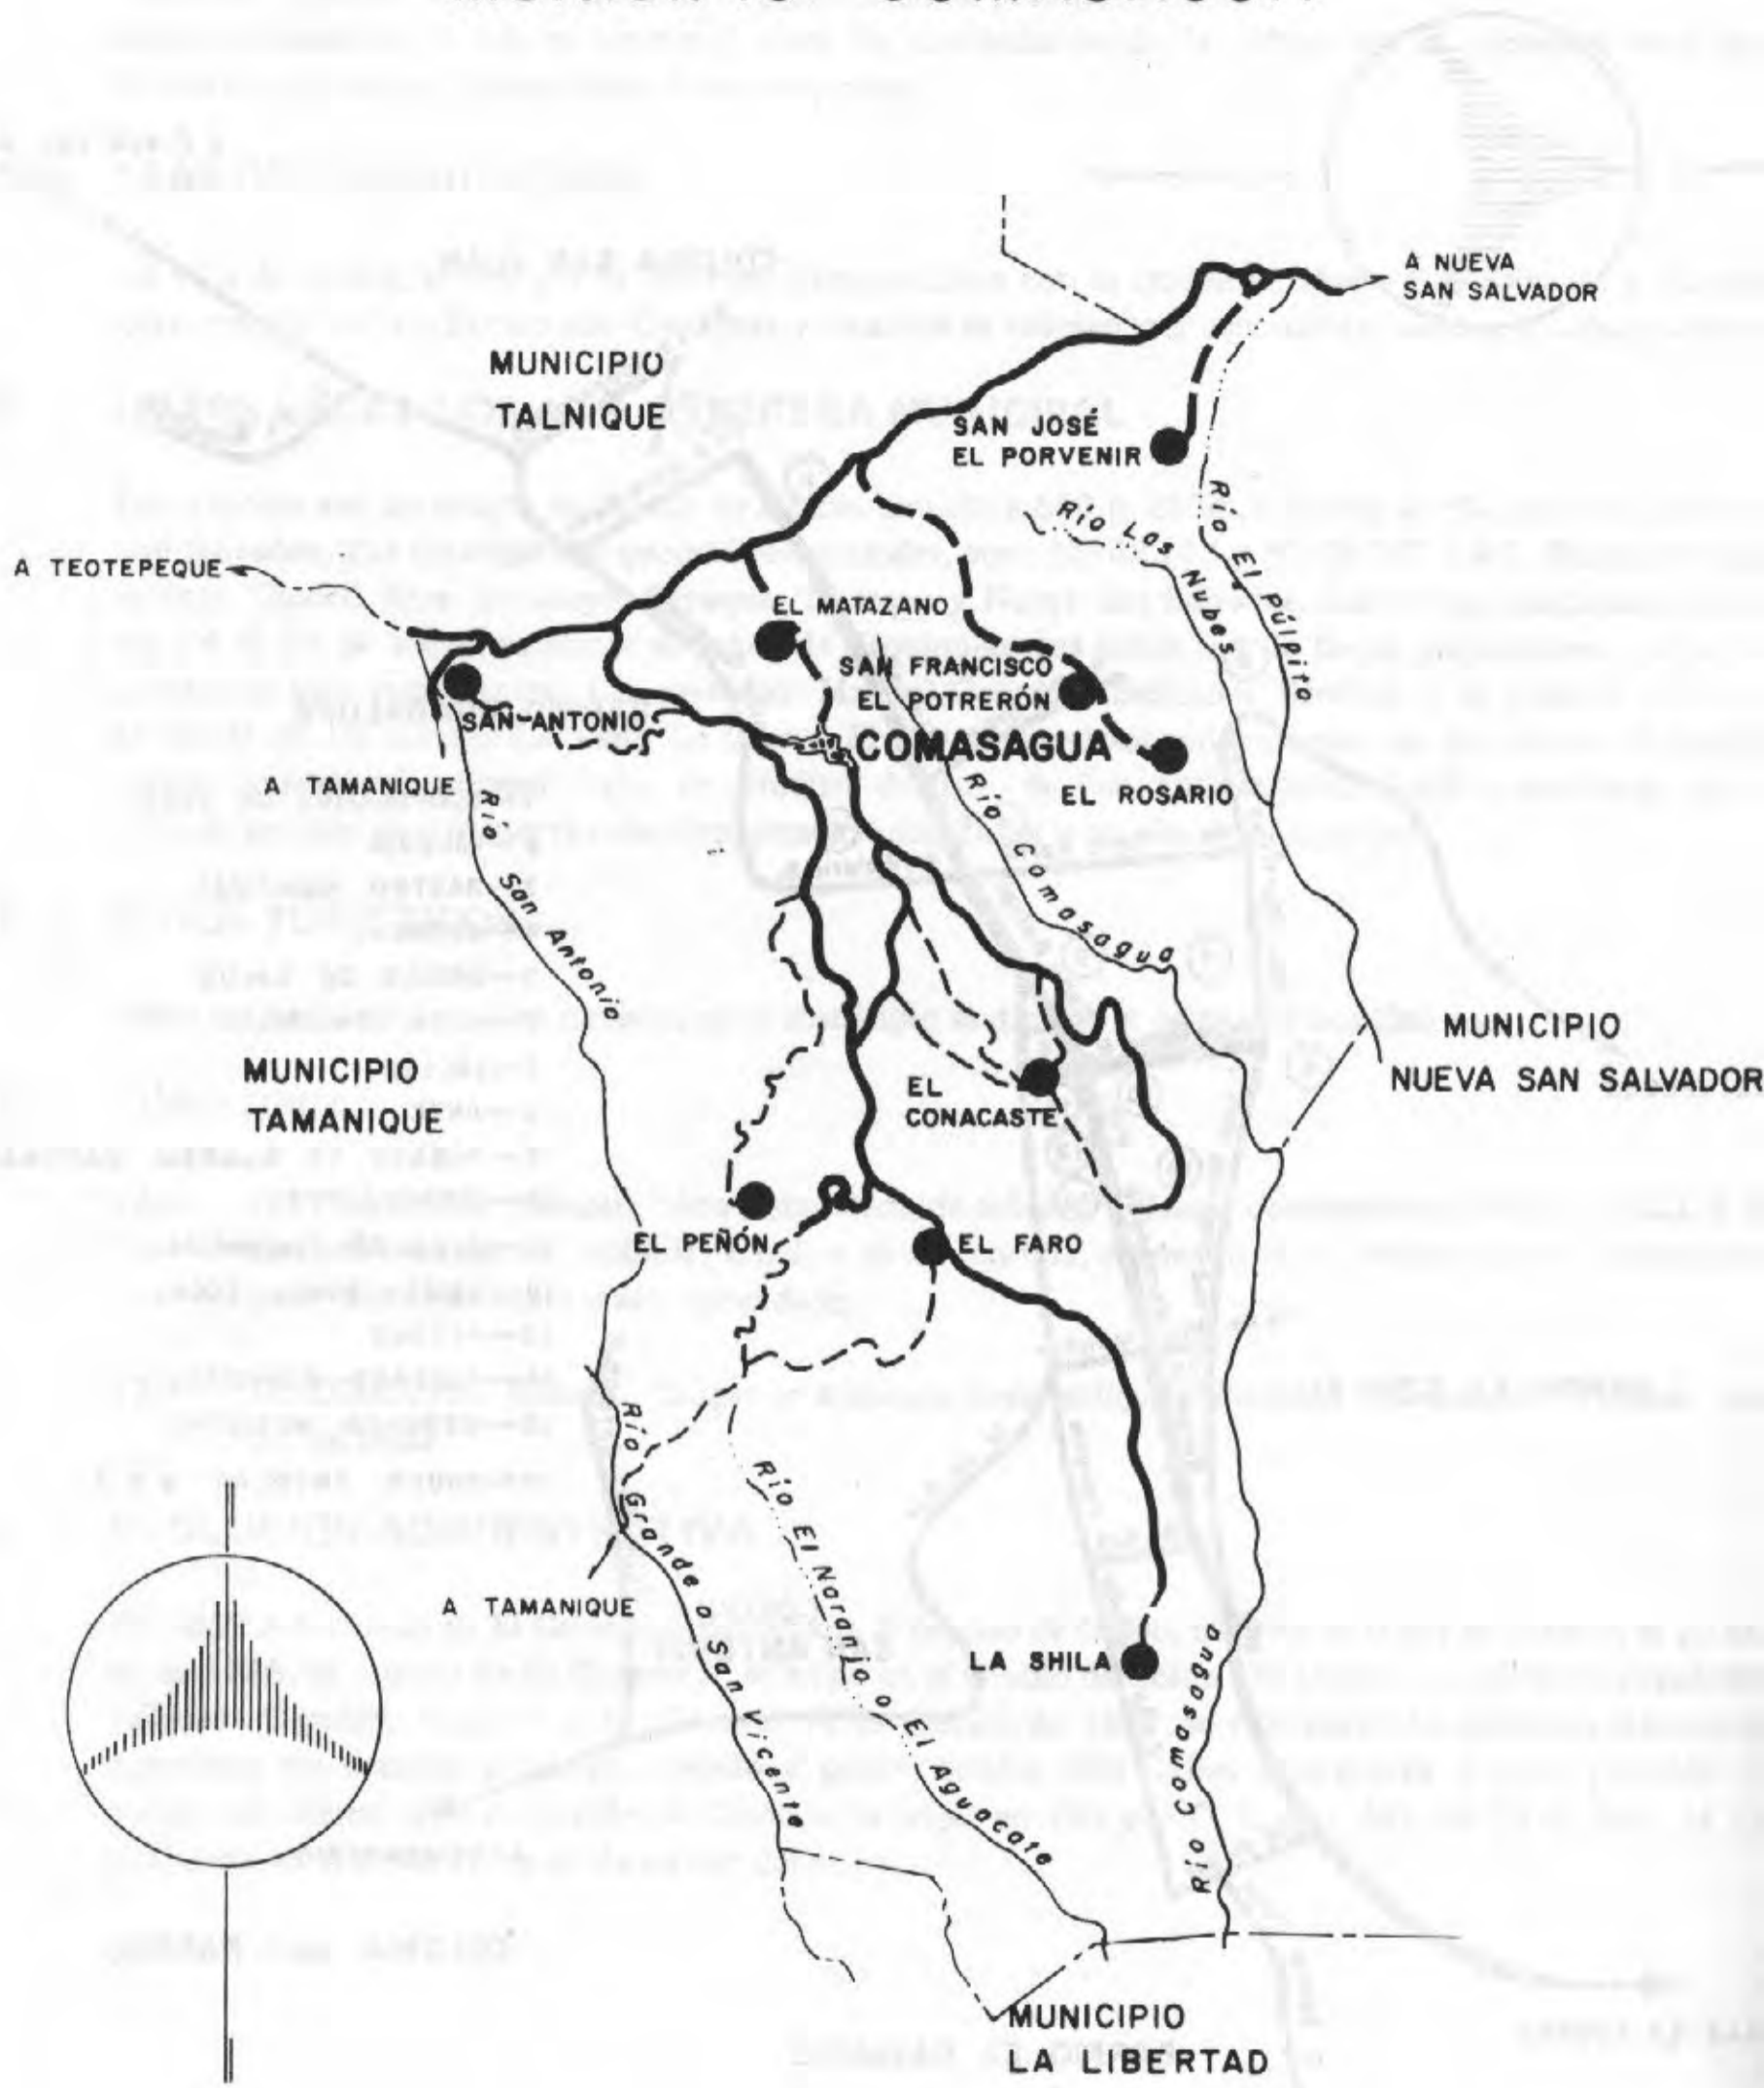 A NUEVA
SAN SALVADOR
MUNICIPIO
TALNIQUE
SAN JOSÉ
EL PORVENIR
Río Las Nubes
Río El Púlpito
A TEOTEPEQUE
EL MATAZANO
SAN FRANCISCO
EL POTRERÓN
SAN ANTONIO
COMASAGUA
A TAMANIQUE
EL ROSARIO
Río San Antonio
Río Comasagua
MUNICIPIO
NUEVA SAN SALVADOR
MUNICIPIO
TAMANIQUE
EL
CONACASTE
EL PEÑÓN
EL FARO
Río Grande o San Vicente
Río El Naranjo o El Aguacate
A TAMANIQUE
LA SHILA
Río Comasagua
MUNICIPIO
LA LIBERTAD